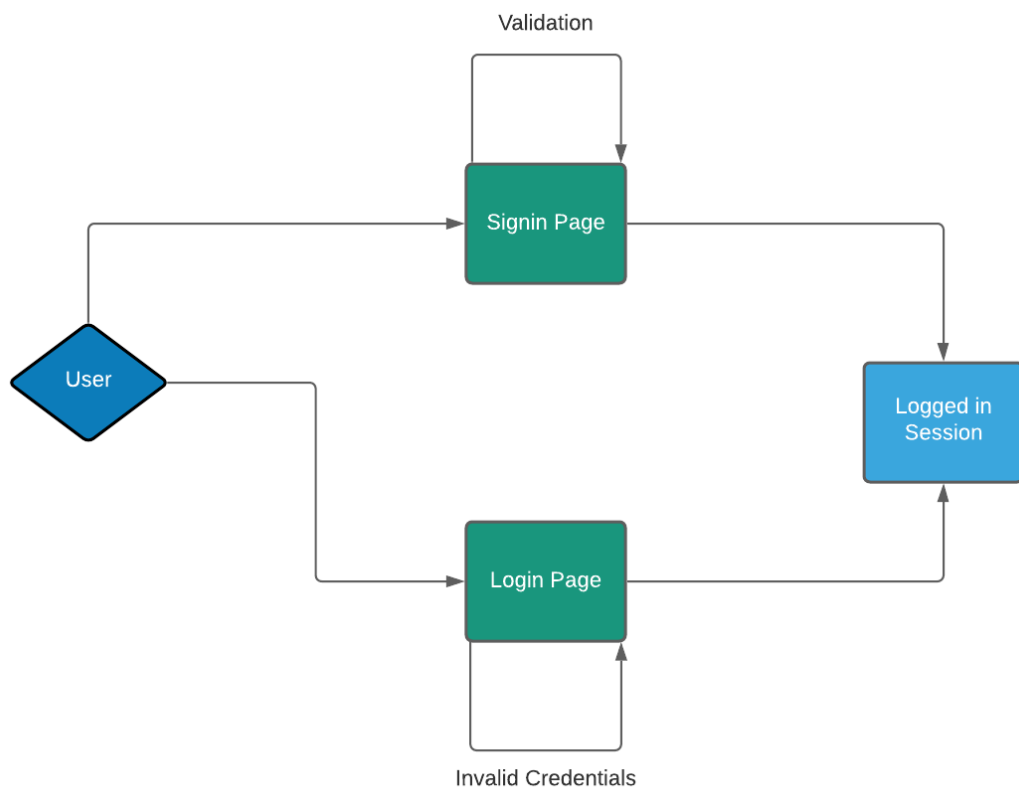 Validation
Signin Page
User
Logged in
Session
Login Page
Invalid Credentials